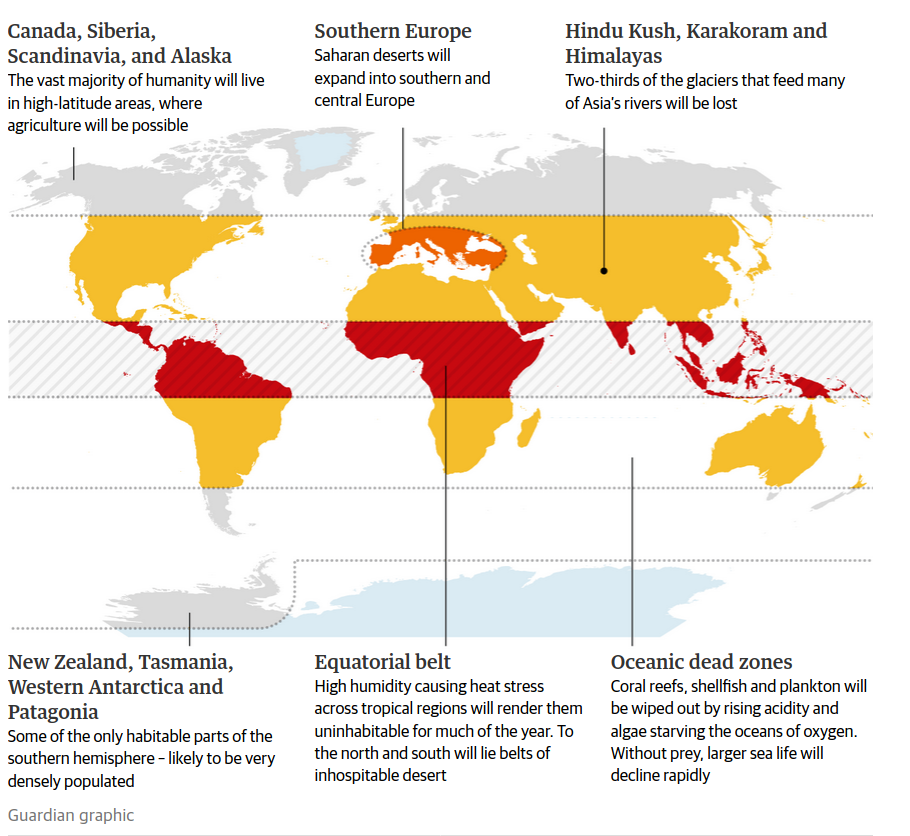 Canada, Siberia,
Scandinavia, and Alaska
The vast majority of humanity will live
in high-latitude areas, where
agriculture will be possible
Southern Europe
Saharan deserts will
expand into southern and
central Europe
Hindu Kush, Karakoram and
Himalayas
Two-thirds of the glaciers that feed many
of Asia's rivers will be lost
New Zealand, Tasmania,
Western Antarctica and
Patagonia
Some of the only habitable parts of the
southern hemisphere – likely to be very
densely populated
Equatorial belt
High humidity causing heat stress
across tropical regions will render them
uninhabitable for much of the year. To
the north and south will lie belts of
inhospitable desert
Oceanic dead zones
Coral reefs, shellfish and plankton will
be wiped out by rising acidity and
algae starving the oceans of oxygen.
Without prey, larger sea life will
decline rapidly
Guardian graphic